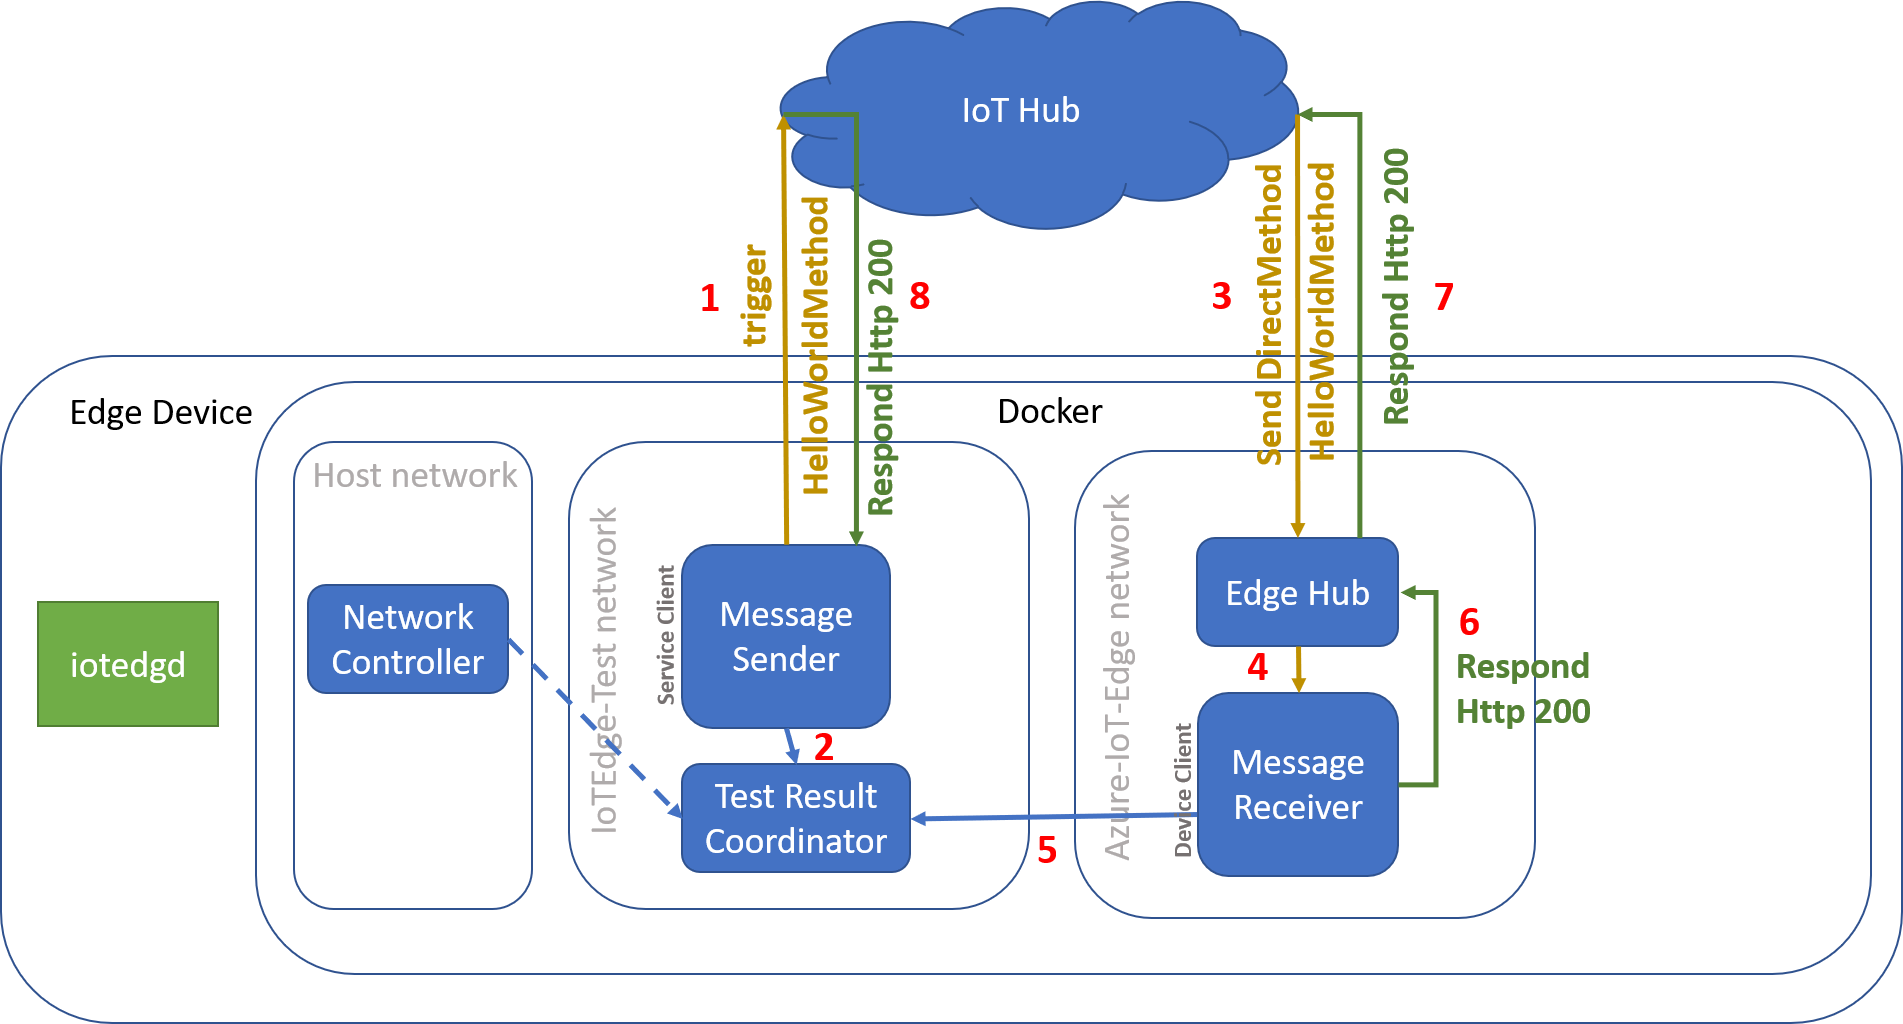 IoT Hub
1
trigger
HelloWorldMethod
Respond Http 200
8
3
Send DirectMethod
HelloWorldMethod
Respond Http 200
7
Edge Device
Docker
Host network
Network
Controller
iotedgd
IoTEdge-Test network
Service Client
Message
Sender
2
Test Result
Coordinator
5
Azure-IoT-Edge network
Edge Hub
4
6
Respond
Http 200
Device Client
Message
Receiver